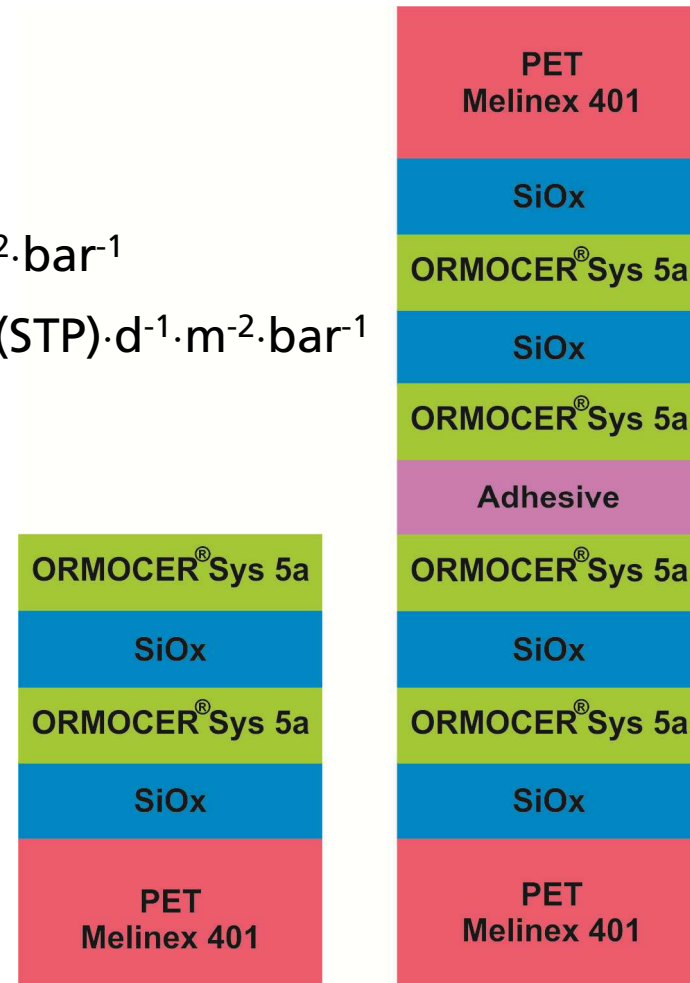 ²·bar⁻¹
(STP)·d⁻¹·m⁻²·bar⁻¹
ORMOCER®Sys 5a
SiOx
ORMOCER®Sys 5a
SiOx
PET
Melinex 401
PET
Melinex 401
SiOx
ORMOCER®Sys 5a
SiOx
ORMOCER®Sys 5a
Adhesive
ORMOCER®Sys 5a
SiOx
ORMOCER®Sys 5a
SiOx
PET
Melinex 401